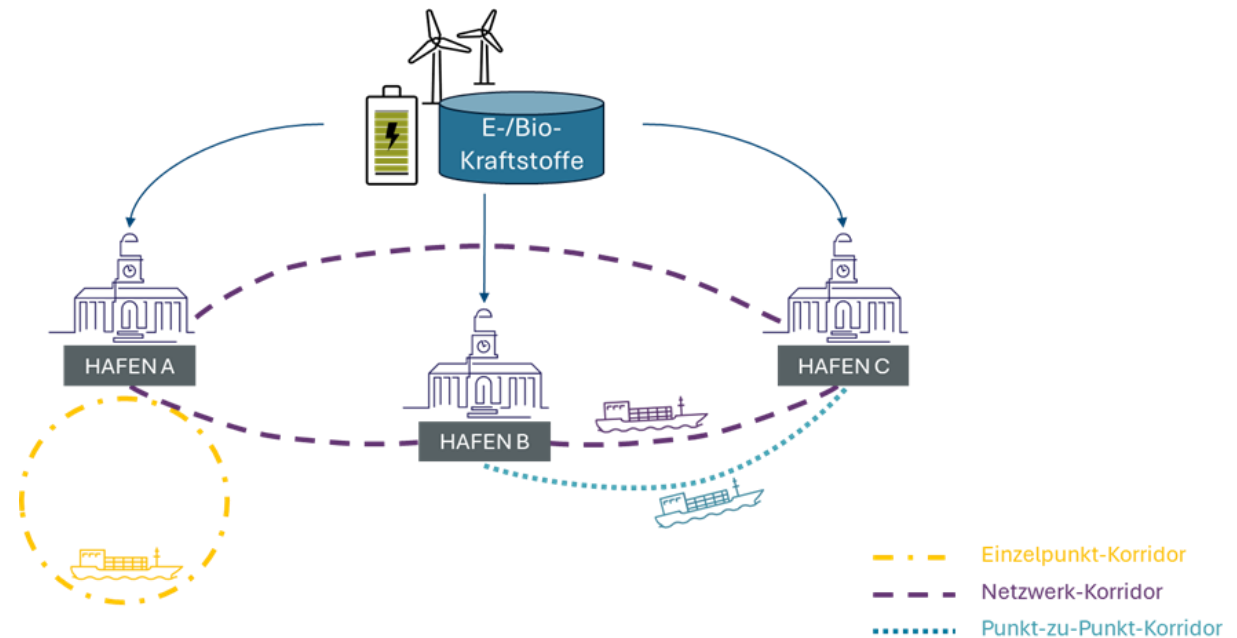 E-/Bio-
Kraftstoffe
HAFEN A
HAFEN B
HAFEN C
Einzelpunkt-Korridor
Netzwerk-Korridor
Punkt-zu-Punkt-Korridor